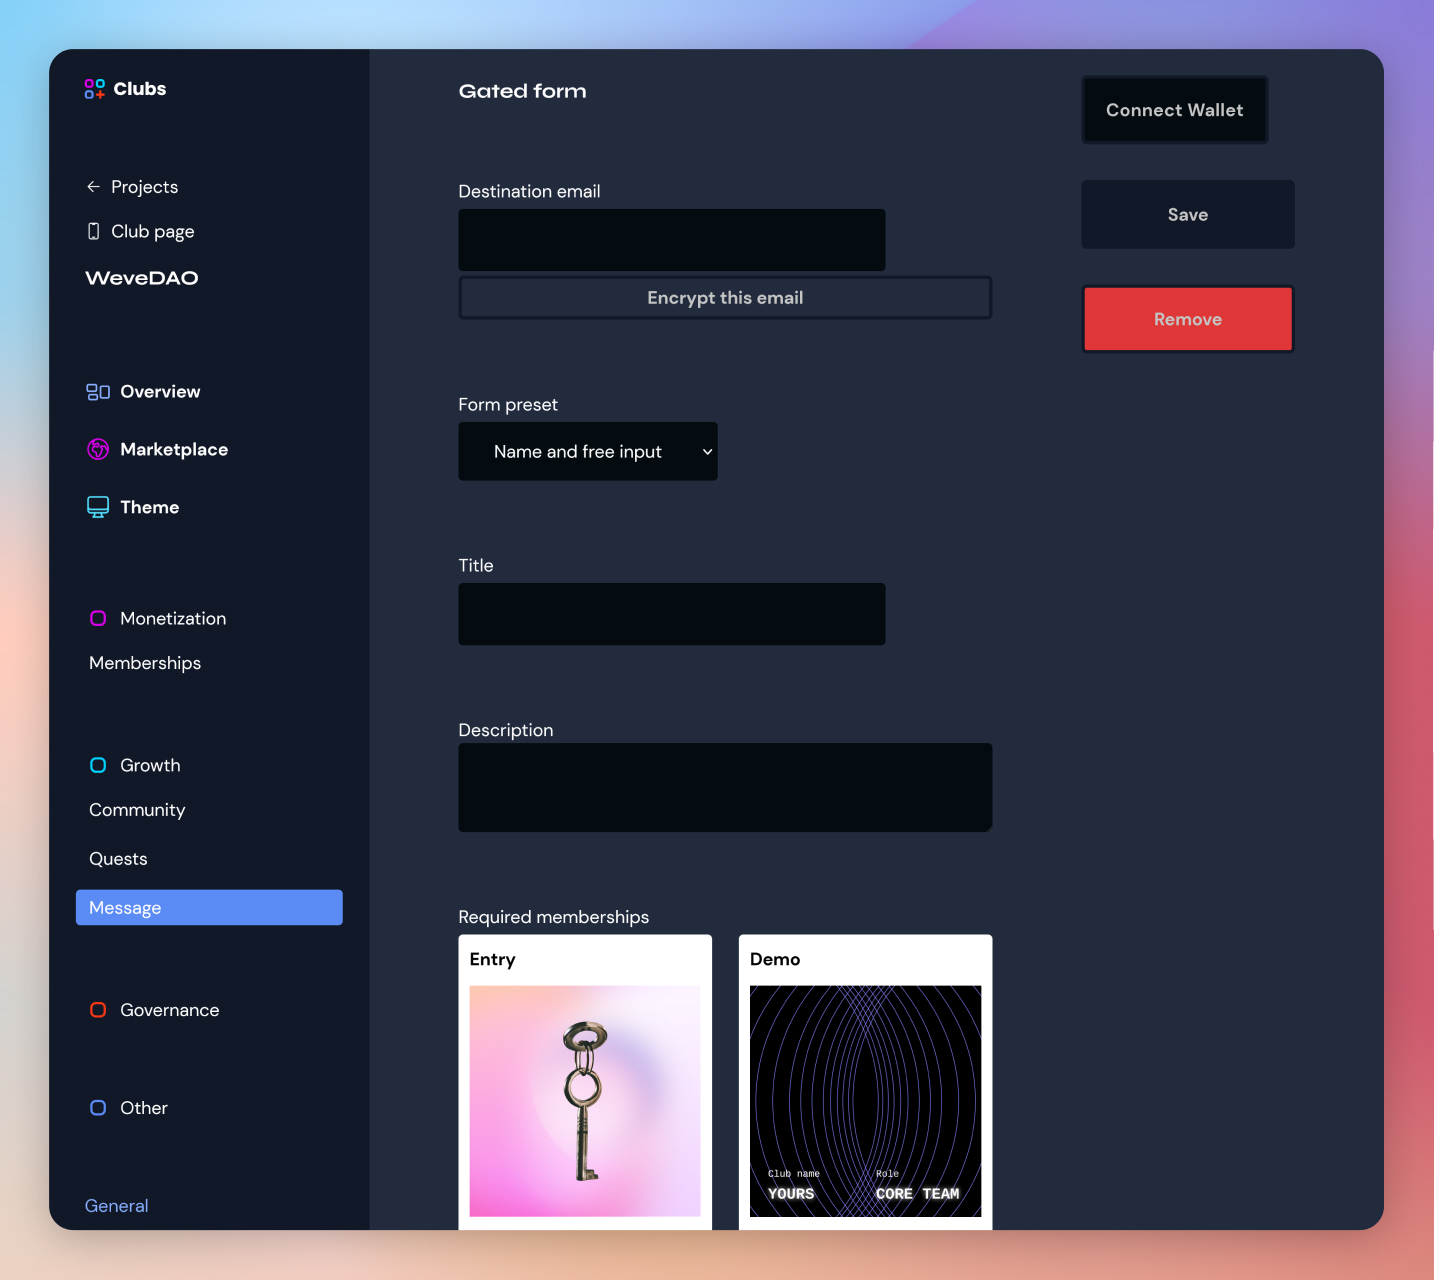 Clubs
Projects
Club page
WeveDAO
Overview
Marketplace
Theme
Monetization
Memberships
Growth
Community
Quests
Message
Governance
Other
General
Gated form
Destination email
Encrypt this email
Form preset
Name and free input
Title
Description
Required memberships
Entry
Demo
Club name Role
YOURS CORE TEAM
Connect Wallet
Save
Remove